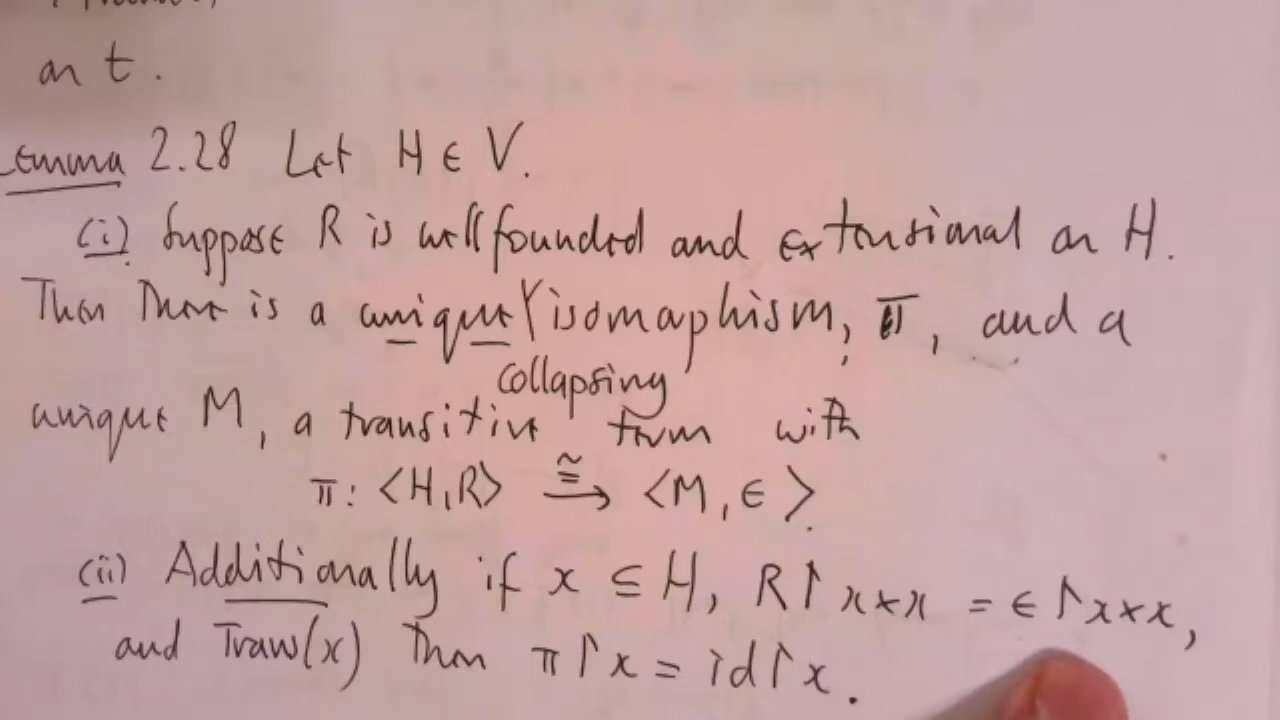 on t.
Lemma 2.28 Let H ∈ V.
(i) Suppose R is wellfounded and extensional on H.
Then there is a unique isomorphism, π, and a
collapsing
unique M, a transitive term with
π: ⟨H,R⟩ ≅→ ⟨M,∈⟩.
(ii) Additionally if x ⊆ H, R↾x×x = ∈↾x×x,
and Trans(x) then π↾x = id↾x.